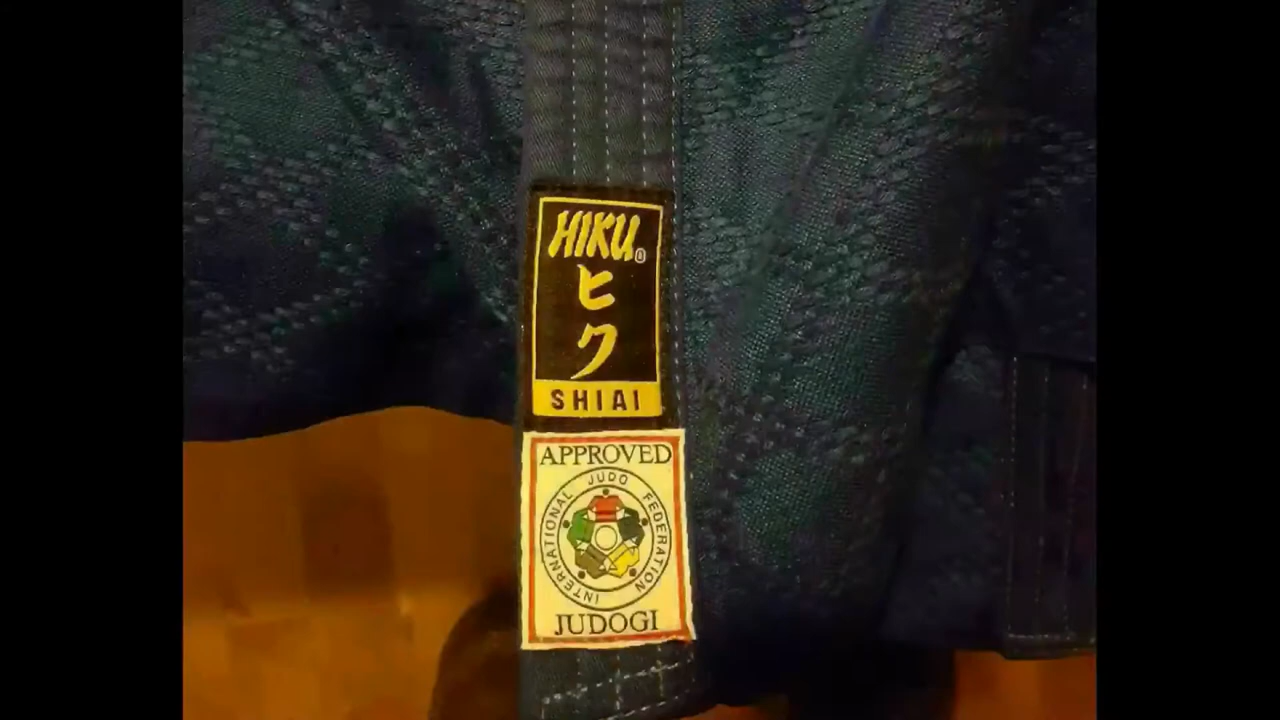 HIKU®
ヒ
ク
SHIAI
APPROVED
INTERNATIONAL JUDO FEDERATION
JUDOGI